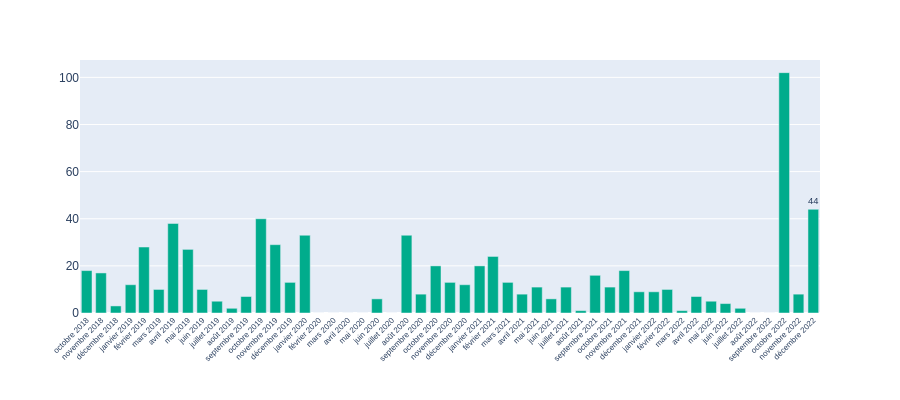 100
80
60
40
20
0
44
octobre 2018
novembre 2018
décembre 2018
janvier 2019
février 2019
mars 2019
avril 2019
mai 2019
juin 2019
juillet 2019
août 2019
septembre 2019
octobre 2019
novembre 2019
décembre 2019
janvier 2020
février 2020
mars 2020
avril 2020
mai 2020
juin 2020
juillet 2020
août 2020
septembre 2020
octobre 2020
novembre 2020
décembre 2020
janvier 2021
février 2021
mars 2021
avril 2021
mai 2021
juin 2021
juillet 2021
août 2021
septembre 2021
octobre 2021
novembre 2021
décembre 2021
janvier 2022
février 2022
mars 2022
avril 2022
mai 2022
juin 2022
juillet 2022
août 2022
septembre 2022
octobre 2022
novembre 2022
décembre 2022